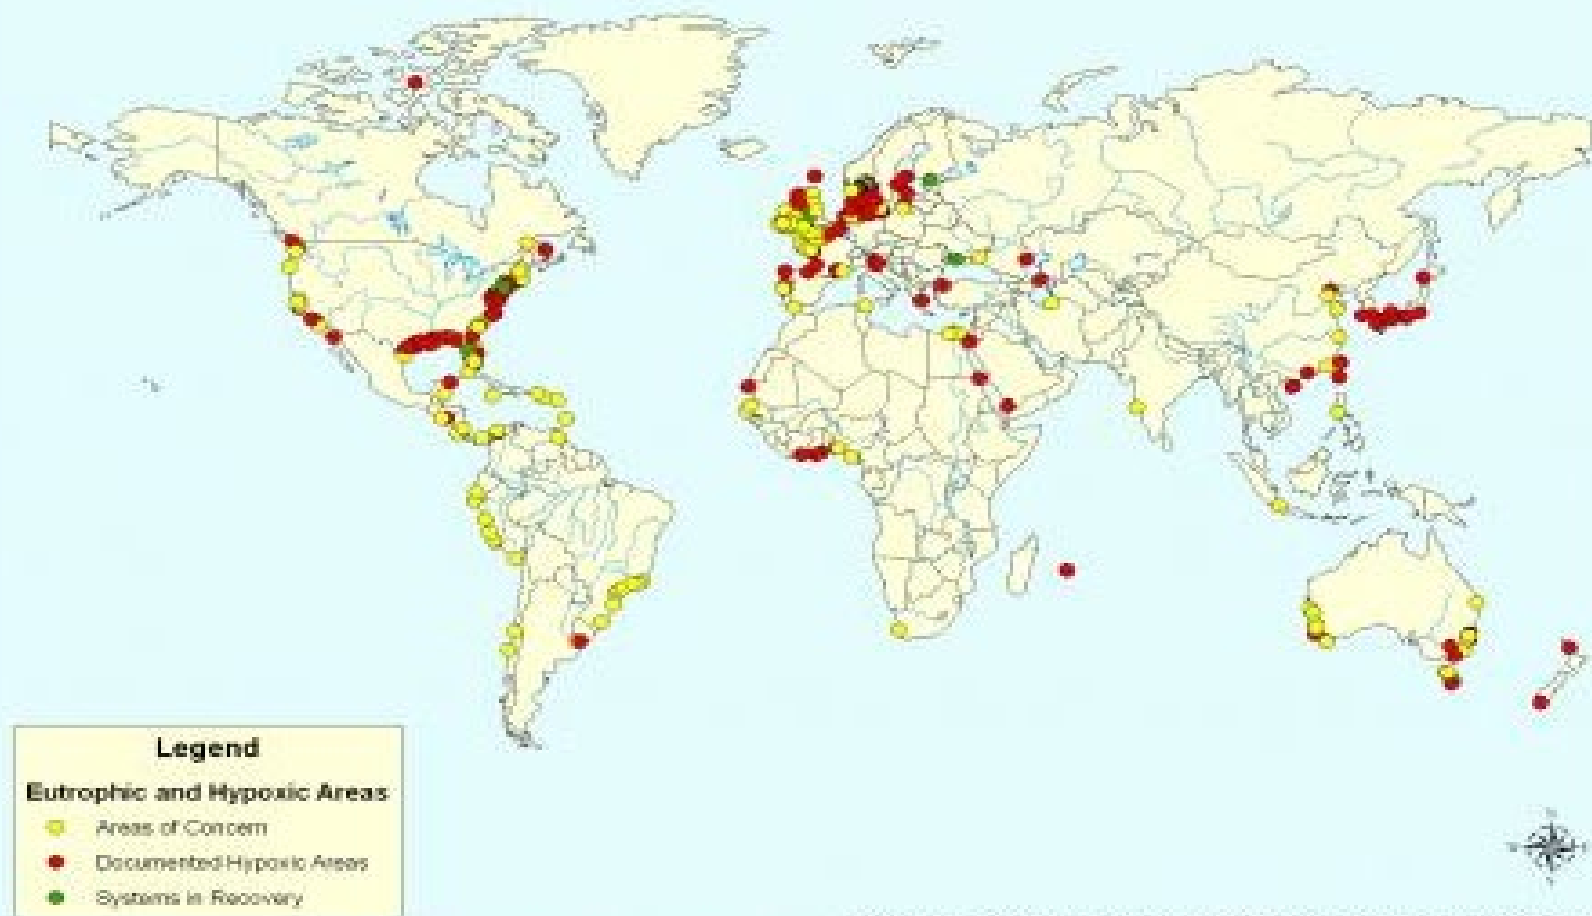 Legend
Eutrophic and Hypoxic Areas
Areas of Concern
Documented Hypoxic Areas
Systems in Recovery